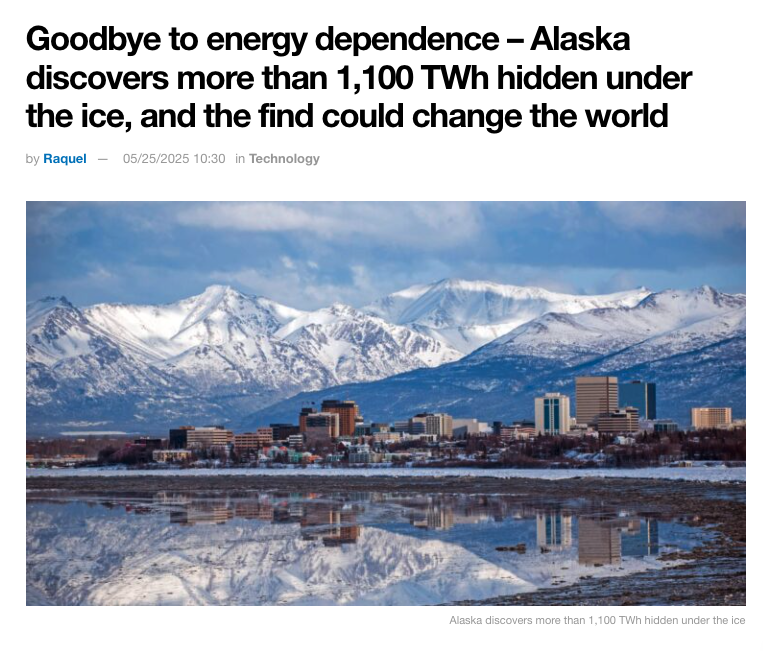 Goodbye to energy dependence – Alaska
discovers more than 1,100 TWh hidden under
the ice, and the find could change the world
by Raquel — 05/25/2025 10:30 in Technology
Alaska discovers more than 1,100 TWh hidden under the ice